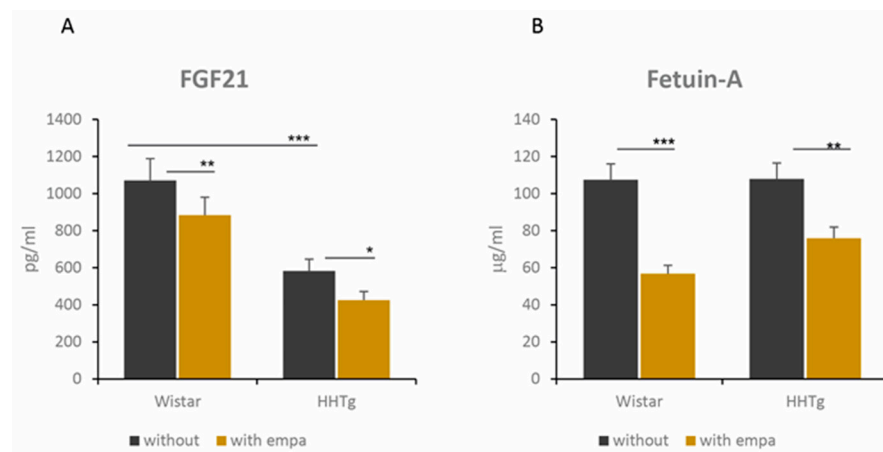 A
FGF21
1400
1200
1000
800
600
400
200
0
pg/ml
***
**
*
Wistar HHTg
without with empa
B
Fetuin-A
140
120
100
80
60
40
20
0
µg/ml
***
**
Wistar HHTg
without with empa